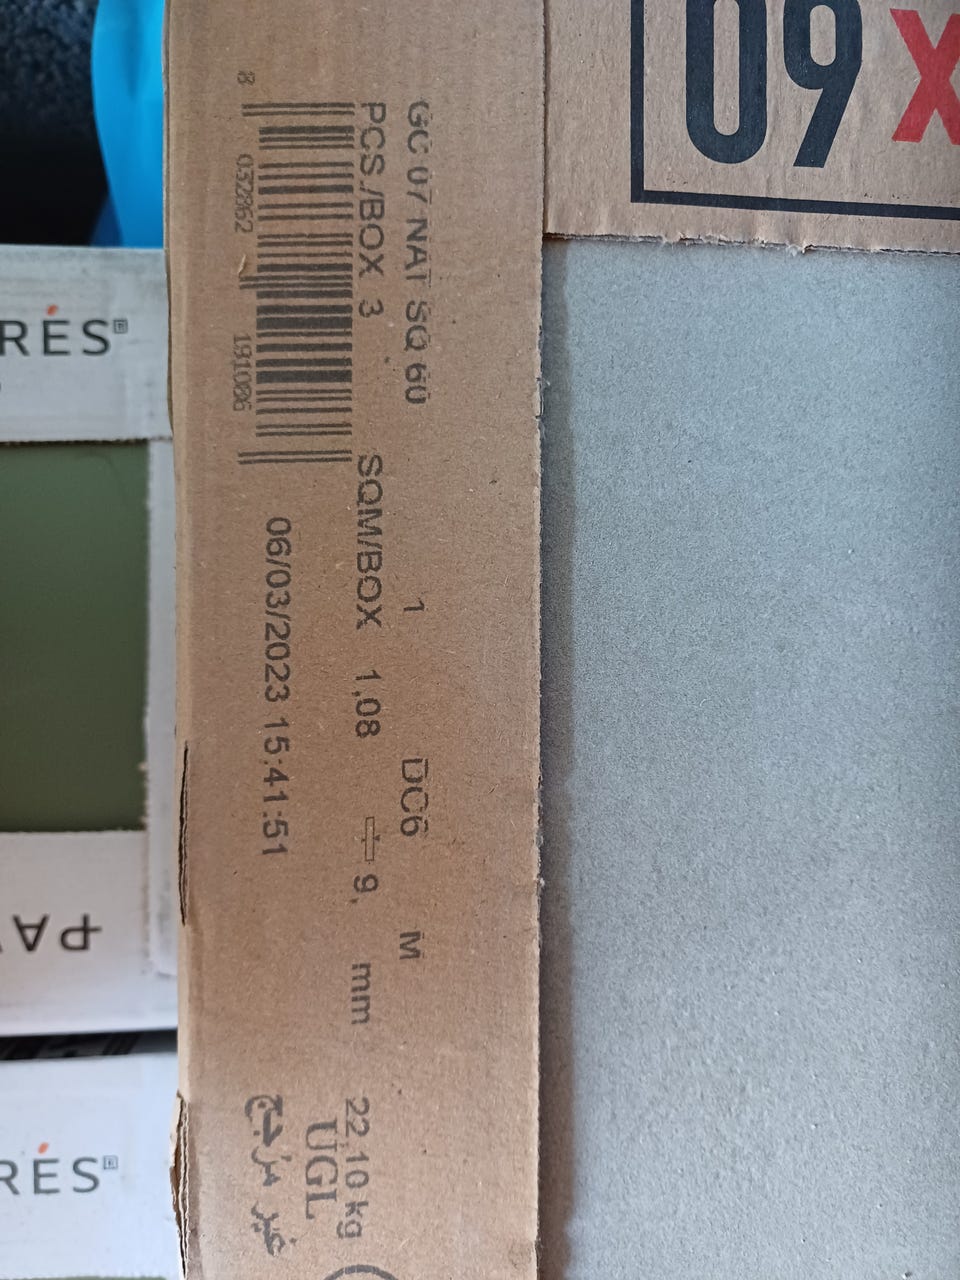 GC 07 NAT SQ 60 1 DC6 M
PCS./BOX 3 SQM/BOX 1,08 9, mm 22,10 kg
8 032862 191006
06/03/2023 15:41:51
UGL
غير مزجج
60 X
RÉS
PA
RÉS